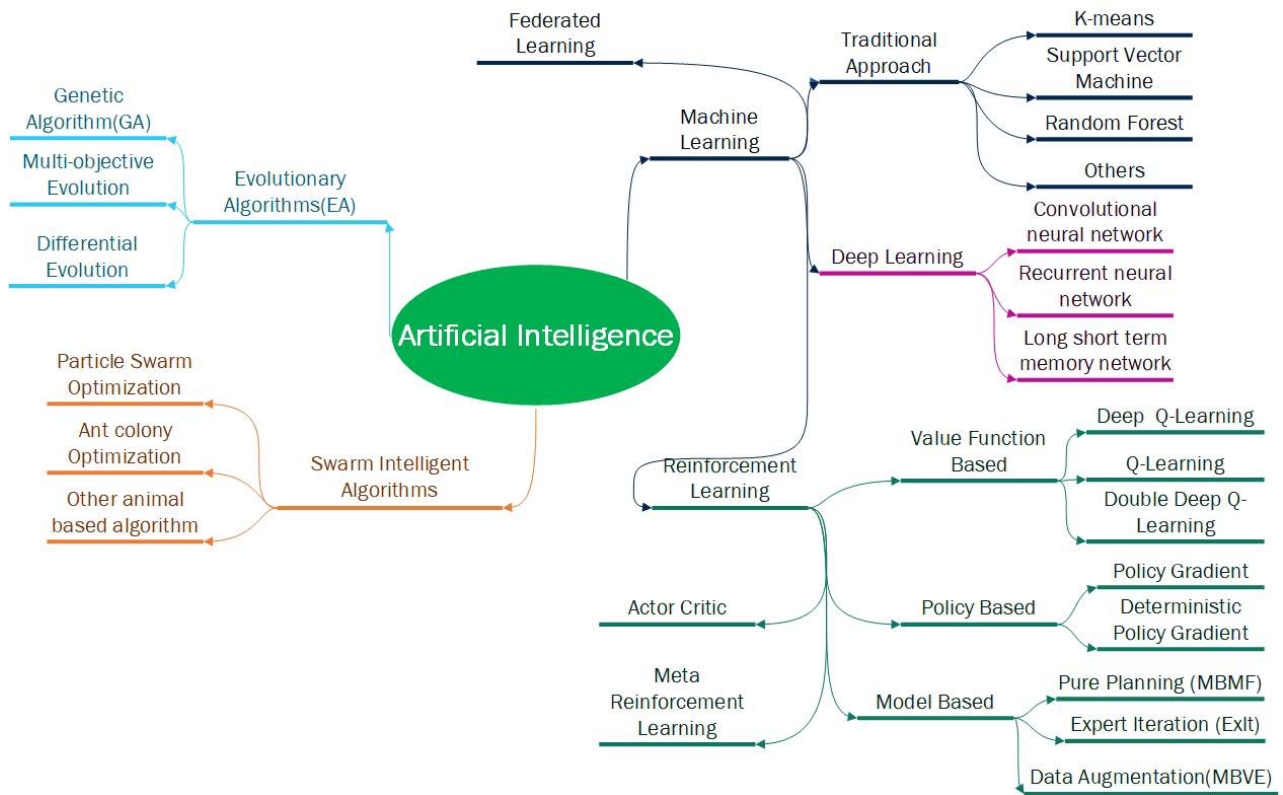 Federated
Learning
Traditional
Approach
K-means
Support Vector
Machine
Random Forest
Others
Machine
Learning
Genetic
Algorithm(GA)
Multi-objective
Evolution
Differential
Evolution
Evolutionary
Algorithms(EA)
Deep Learning
Convolutional
neural network
Recurrent neural
network
Long short term
memory network
Artificial Intelligence
Particle Swarm
Optimization
Ant colony
Optimization
Other animal
based algorithm
Swarm Intelligent
Algorithms
Reinforcement
Learning
Value Function
Based
Deep Q-Learning
Q-Learning
Double Deep Q-
Learning
Actor Critic
Policy Based
Policy Gradient
Deterministic
Policy Gradient
Meta
Reinforcement
Learning
Model Based
Pure Planning (MBMF)
Expert Iteration (ExIt)
Data Augmentation(MBVE)